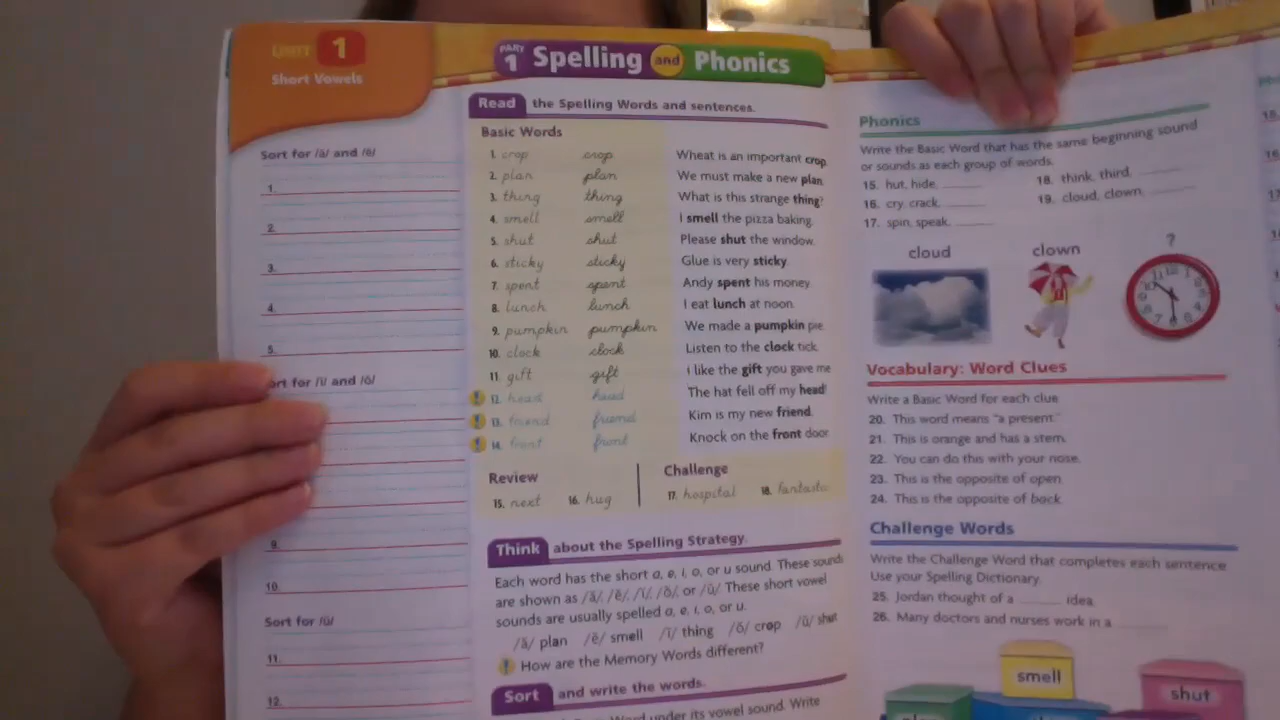 UNIT 1
Short Vowels
PART 1 Spelling and Phonics
Sort for /ă/ and /ĕ/
1.
2.
3.
4.
5.
ort for /ĭ/ and /ŏ/
9.
10.
Sort for /ŭ/
11.
12.
Read the Spelling Words and sentences.
Basic Words
1. crop crop Wheat is an important crop.
2. plan plan We must make a new plan.
3. thing thing What is this strange thing?
4. smell smell I smell the pizza baking.
5. shut shut Please shut the window.
6. sticky sticky Glue is very sticky.
7. spent spent Andy spent his money.
8. lunch lunch I eat lunch at noon.
9. pumpkin pumpkin We made a pumpkin pie.
10. clock clock Listen to the clock tick.
11. gift gift I like the gift you gave me
! 12. head head The hat fell off my head!
! 13. friend friend Kim is my new friend.
! 14. front front Knock on the front door.
Review
15. next 16. hug
Challenge
17. hospital 18. fantastic
Think about the Spelling Strategy.
Each word has the short a, e, i, o, or u sound. These sounds
are shown as /ă/, /ĕ/, /ĭ/, /ŏ/, or /ŭ/. These short vowel
sounds are usually spelled a, e, i, o, or u.
/ă/ plan /ĕ/ smell /ĭ/ thing /ŏ/ crop /ŭ/ shut
! How are the Memory Words different?
Sort and write the words.
Word under its vowel sound. Write
Phonics
Write the Basic Word that has the same beginning sound
or sounds as each group of words.
15. hut, hide,
16. cry, crack,
17. spin, speak,
18. think, third,
19. cloud, clown,
cloud clown ?
Vocabulary: Word Clues
Write a Basic Word for each clue.
20. This word means "a present."
21. This is orange and has a stem.
22. You can do this with your nose.
23. This is the opposite of open.
24. This is the opposite of back.
Challenge Words
Write the Challenge Word that completes each sentence.
Use your Spelling Dictionary.
25. Jordan thought of a idea.
26. Many doctors and nurses work in a
smell
shut